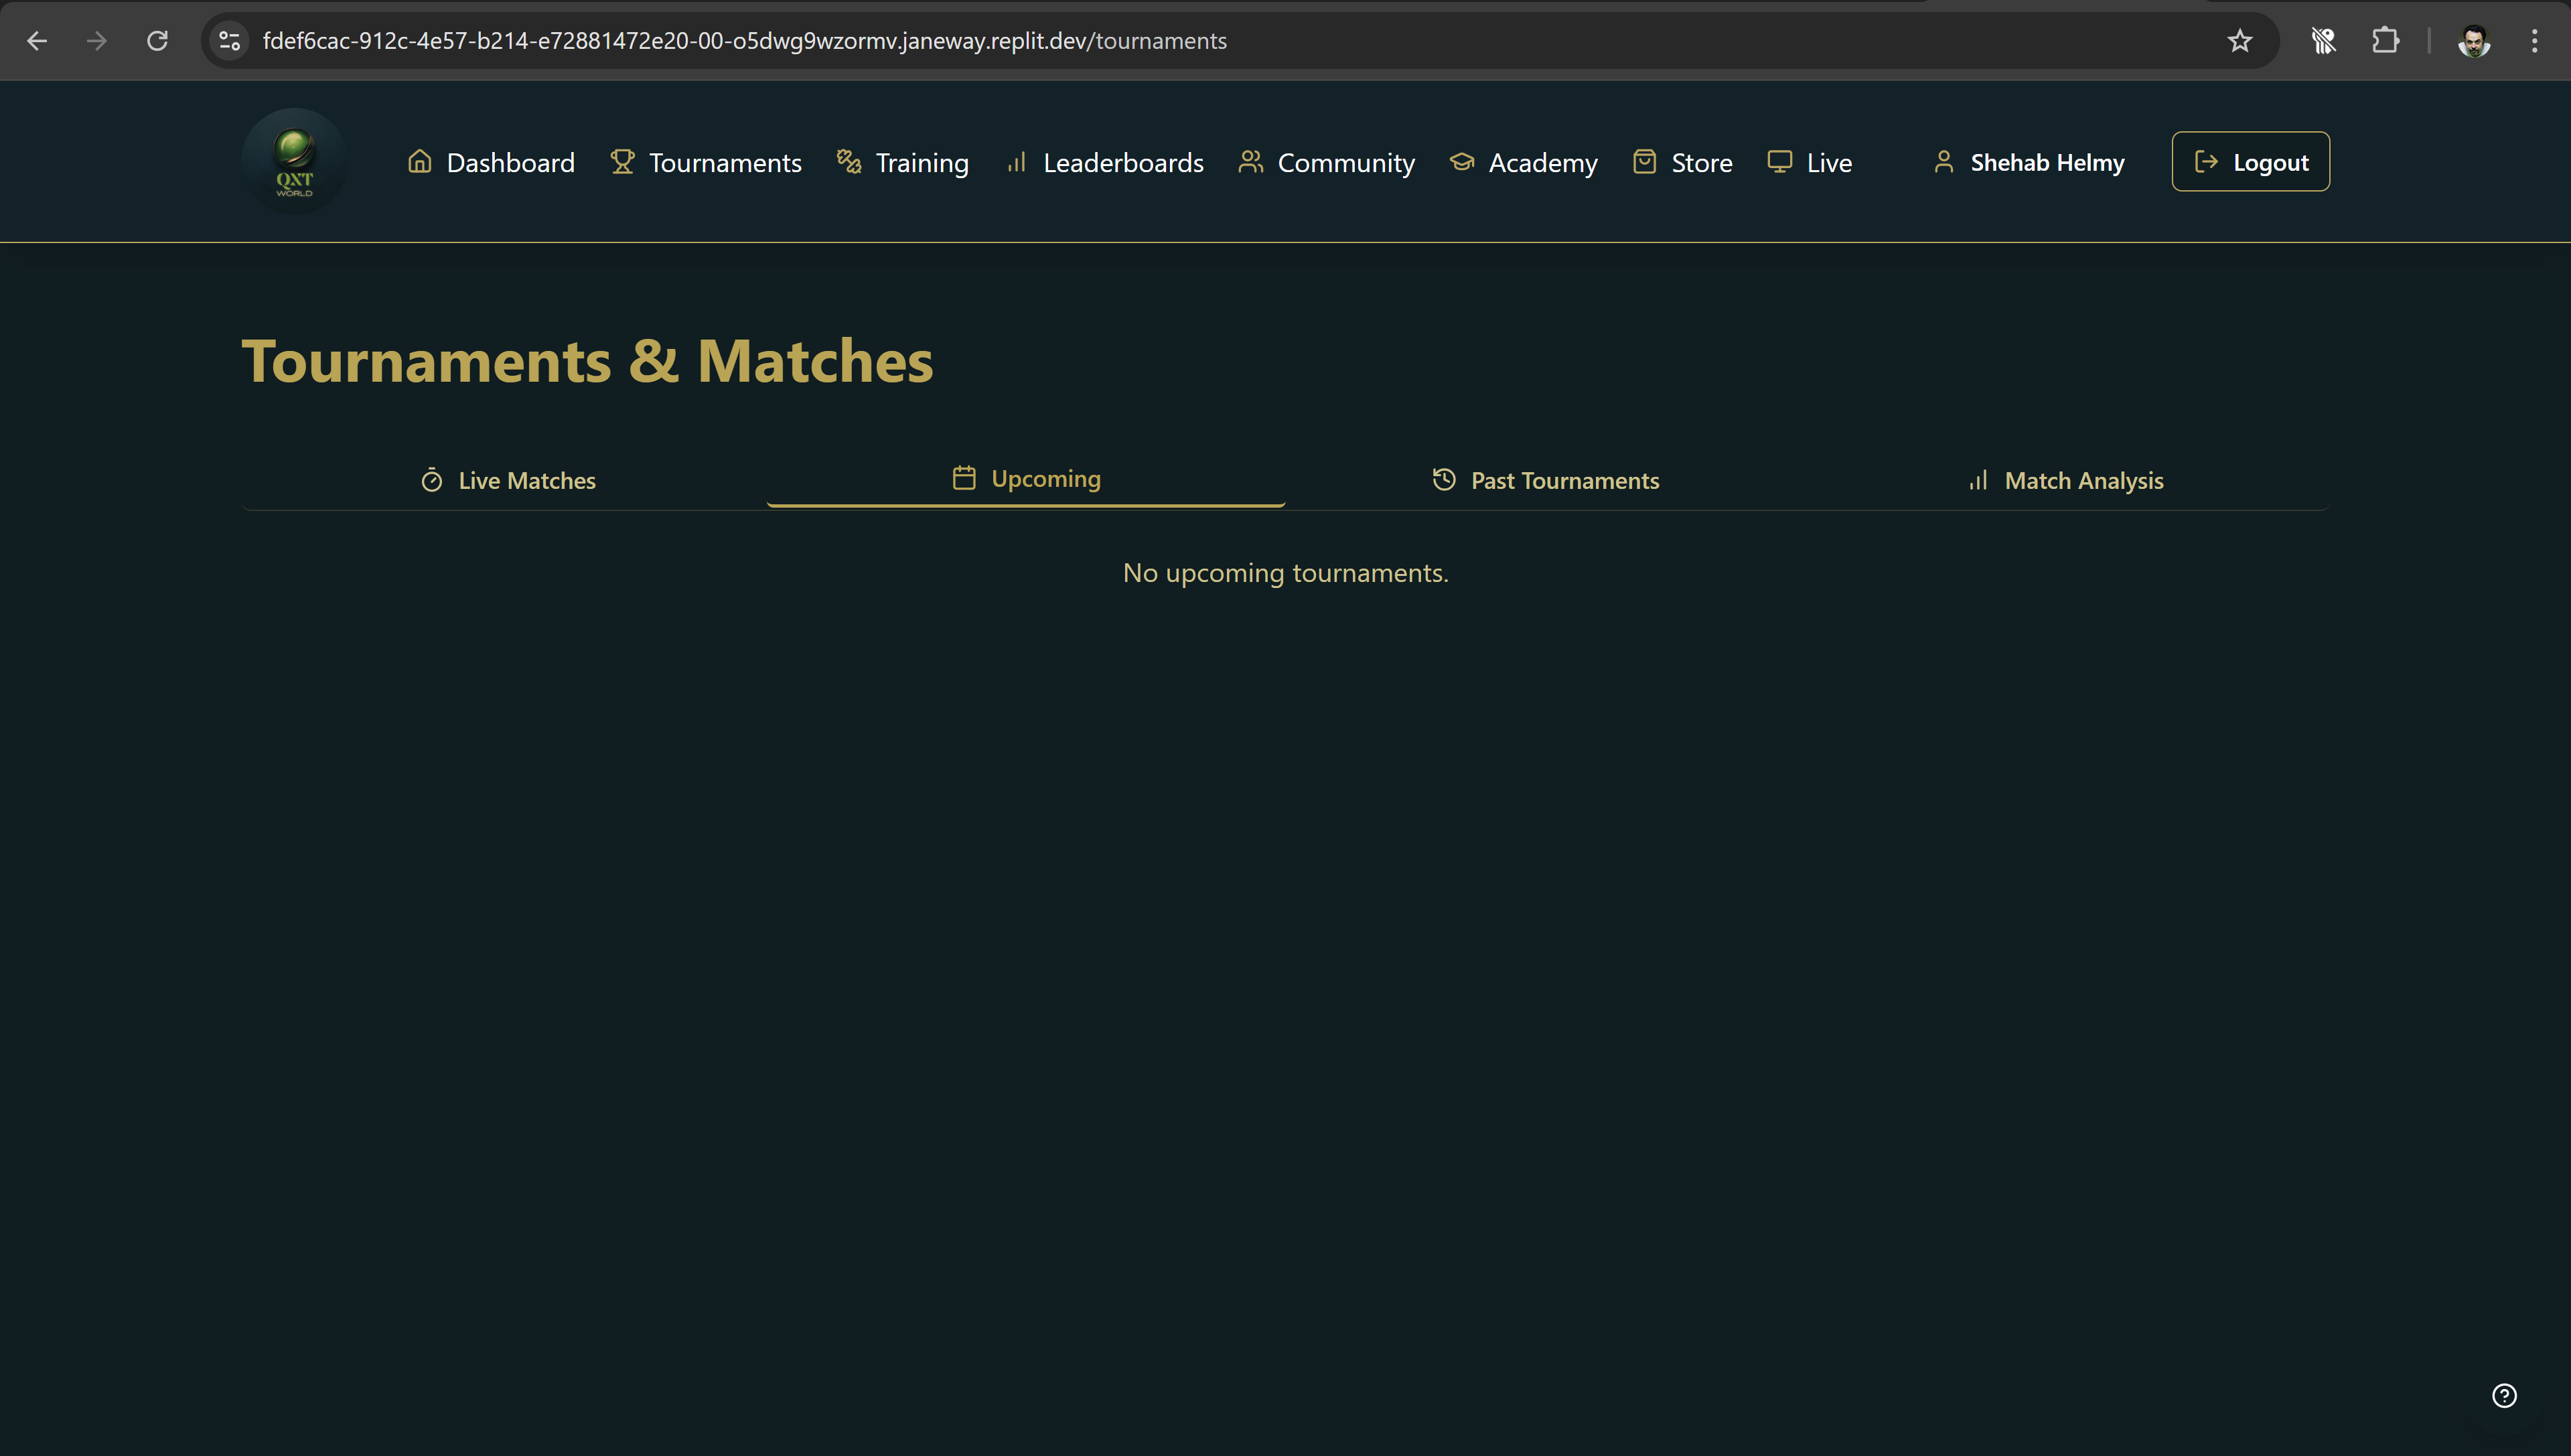 fdef6cac-912c-4e57-b214-e72881472e20-00-o5dwg9wzormv.janeway.replit.dev/tournaments
QXT
WORLD
Dashboard
Tournaments
Training
Leaderboards
Community
Academy
Store
Live
Shehab Helmy
Logout
Tournaments & Matches
Live Matches
Upcoming
Past Tournaments
Match Analysis
No upcoming tournaments.